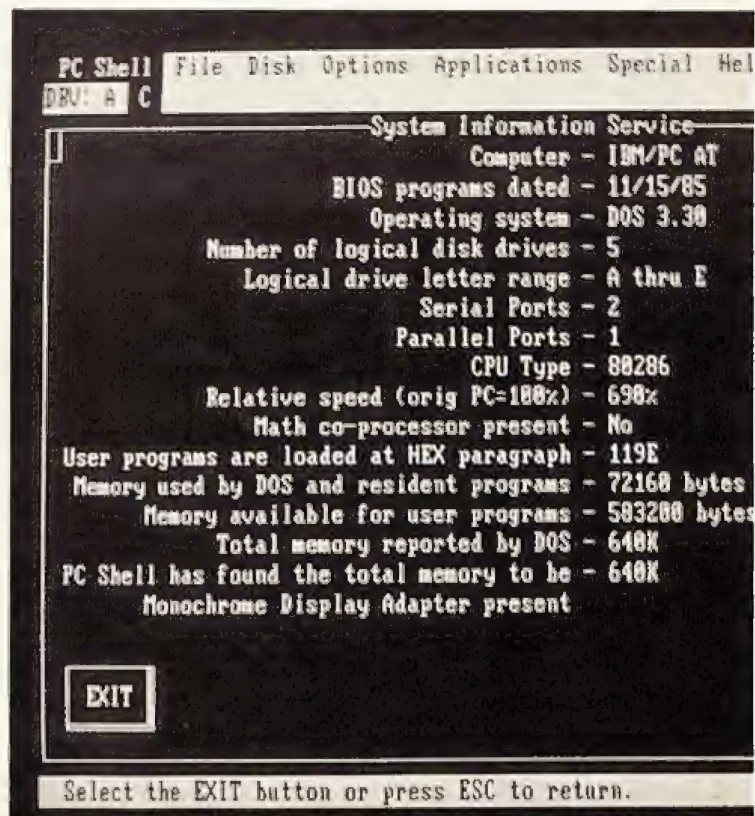 PC Shell File Disk Options Applications Special Hel
DRV: A C
System Information Service
Computer - IBM/PC AT
BIOS programs dated - 11/15/85
Operating system - DOS 3.30
Number of logical disk drives - 5
Logical drive letter range - A thru E
Serial Ports - 2
Parallel Ports - 1
CPU Type - 80286
Relative speed (orig PC=100%) - 690%
Math co-processor present - No
User programs are loaded at HEX paragraph - 119E
Memory used by DOS and resident programs - 72160 bytes
Memory available for user programs - 583200 bytes
Total memory reported by DOS - 640K
PC Shell has found the total memory to be - 640K
Monochrome Display Adapter present
EXIT
Select the EXIT button or press ESC to return.